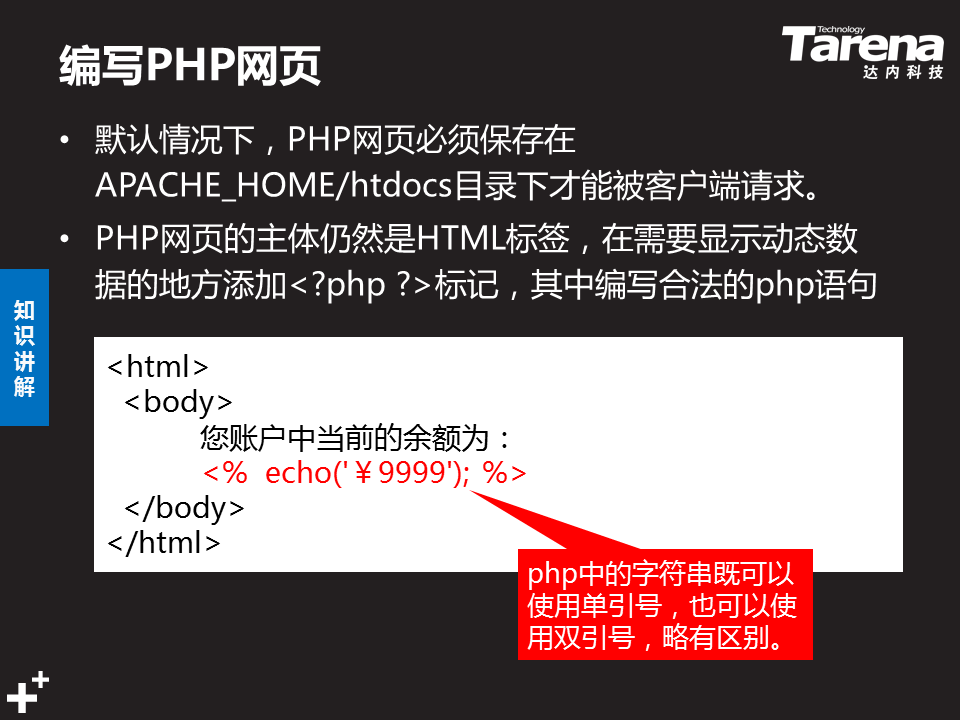 编写PHP网页
Technology
Tarena
达内科技
• 默认情况下，PHP网页必须保存在
APACHE_HOME/htdocs目录下才能被客户端请求。
• PHP网页的主体仍然是HTML标签，在需要显示动态数
据的地方添加<?php ?>标记，其中编写合法的php语句
知识讲解
<html>
<body>
您账户中当前的余额为：
<% echo('￥9999'); %>
</body>
</html>
php中的字符串既可以
使用单引号，也可以使
用双引号，略有区别。